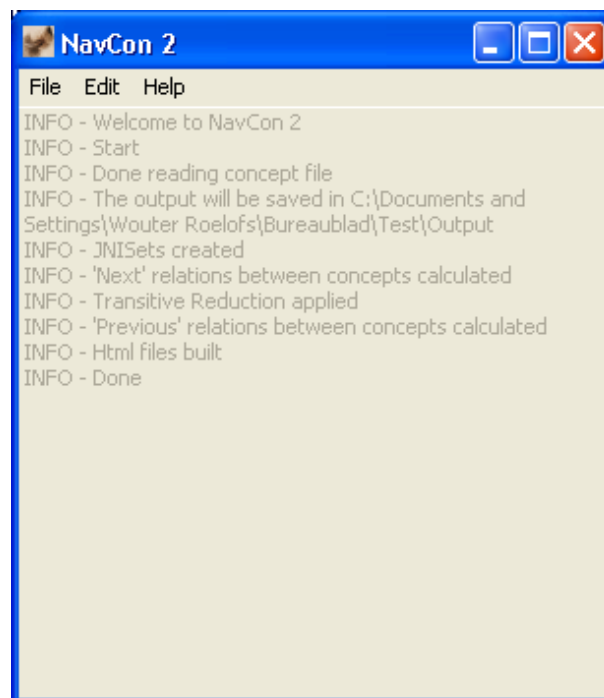 NavCon 2
File Edit Help
INFO - Welcome to NavCon 2
INFO - Start
INFO - Done reading concept file
INFO - The output will be saved in C:\Documents and
Settings\Wouter Roelofs\Bureaublad\Test\Output
INFO - JNISets created
INFO - 'Next' relations between concepts calculated
INFO - Transitive Reduction applied
INFO - 'Previous' relations between concepts calculated
INFO - Html files built
INFO - Done